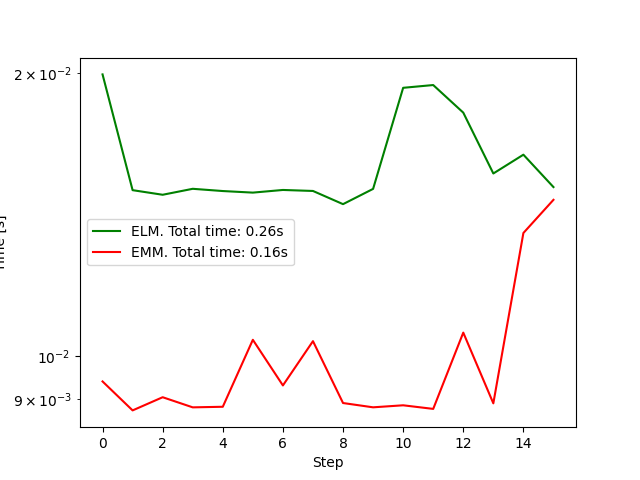 2 × 10⁻²
10⁻²
9 × 10⁻³
Time [s]
ELM. Total time: 0.26s
EMM. Total time: 0.16s
0 2 4 6 8 10 12 14
Step